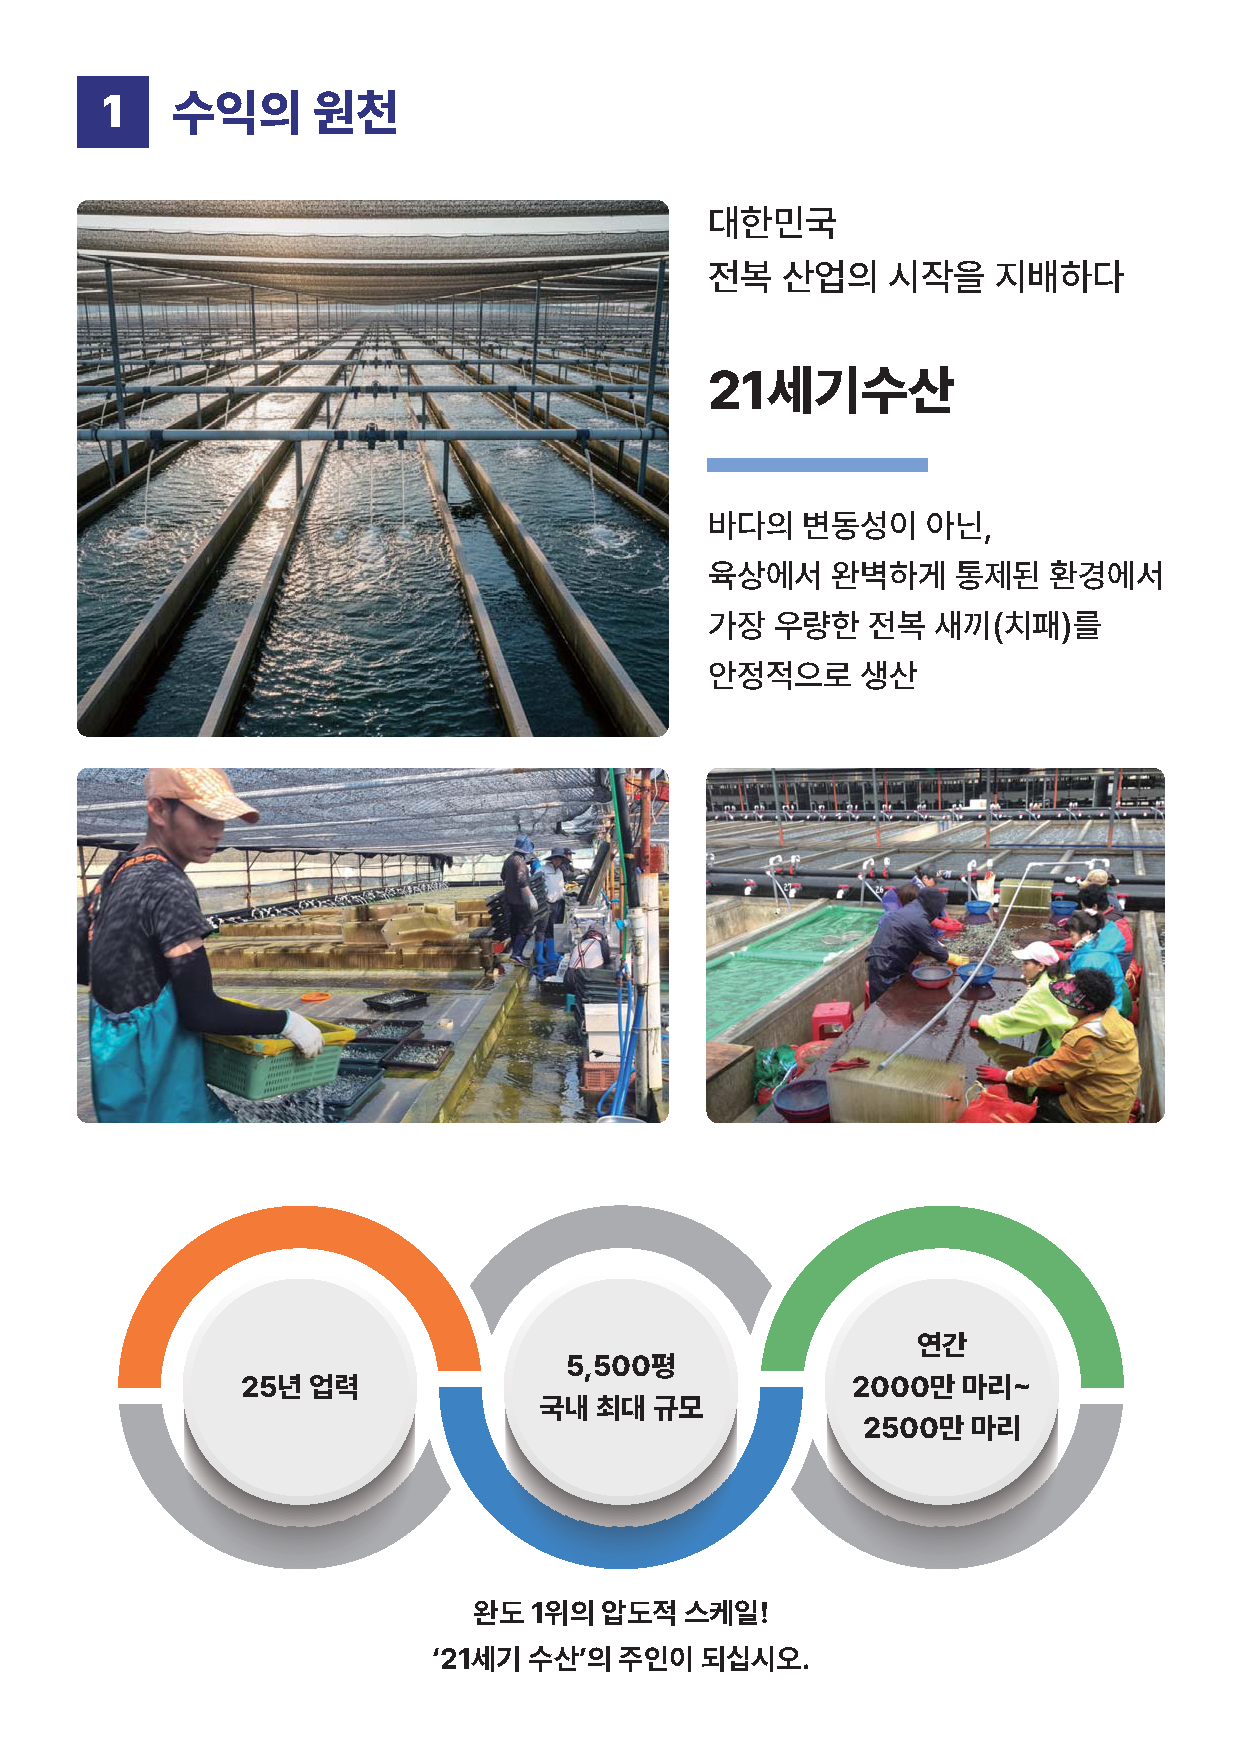 1 수익의 원천
대한민국
전복 산업의 시작을 지배하다
21세기수산
바다의 변동성이 아닌,
육상에서 완벽하게 통제된 환경에서
가장 우량한 전복 새끼(치패)를
안정적으로 생산
25년 업력
5,500평
국내 최대 규모
연간
2000만 마리~
2500만 마리
완도 1위의 압도적 스케일!
‘21세기 수산’의 주인이 되십시오.